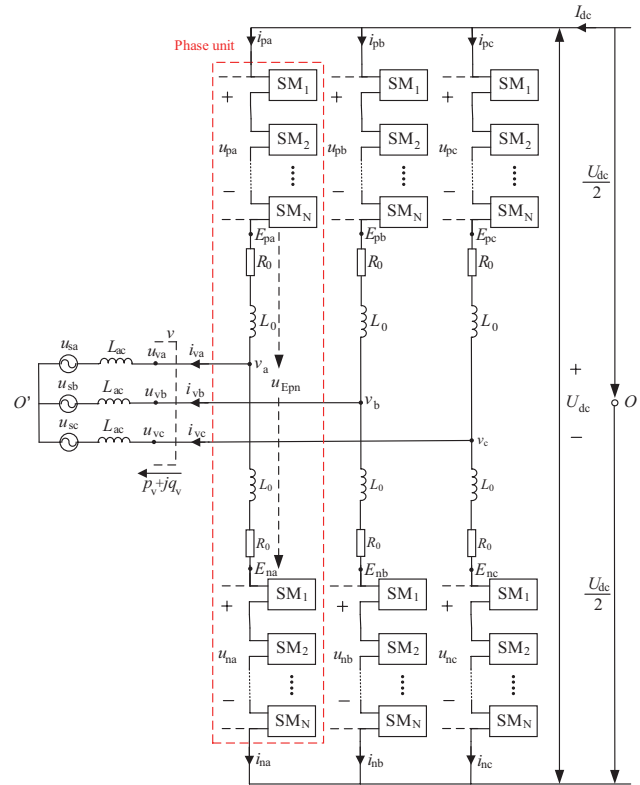 I_dc
Phase unit i_pa i_pb i_pc
+ SM_1 + SM_1 + SM_1
u_pa SM_2 u_pb SM_2 u_pc SM_2
U_dc/2
− SM_N − SM_N − SM_N
E_pa E_pb E_pc
R_0 R_0 R_0
L_0 L_0 L_0
u_sa L_ac u_va v i_va v_a
u_Epn
+
O' u_sb L_ac u_vb i_vb v_b U_dc O
−
u_sc L_ac u_vc i_vc v_c
p_v+jq_v
L_0 L_0 L_0
R_0 R_0 R_0
E_na E_nb E_nc
+ SM_1 + SM_1 + SM_1
U_dc/2
u_na SM_2 u_nb SM_2 u_nc SM_2
− SM_N − SM_N − SM_N
i_na i_nb i_nc